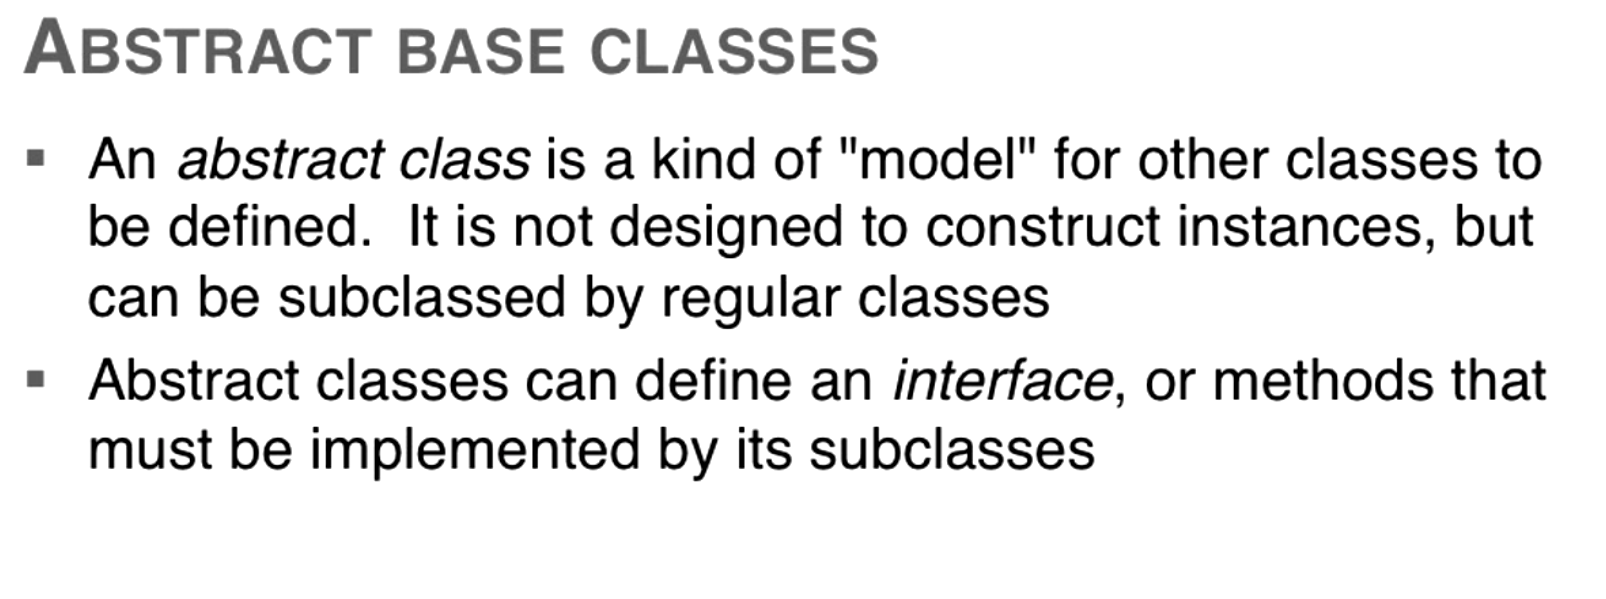 ABSTRACT BASE CLASSES
▪ An abstract class is a kind of "model" for other classes to
be defined.  It is not designed to construct instances, but
can be subclassed by regular classes
▪ Abstract classes can define an interface, or methods that
must be implemented by its subclasses